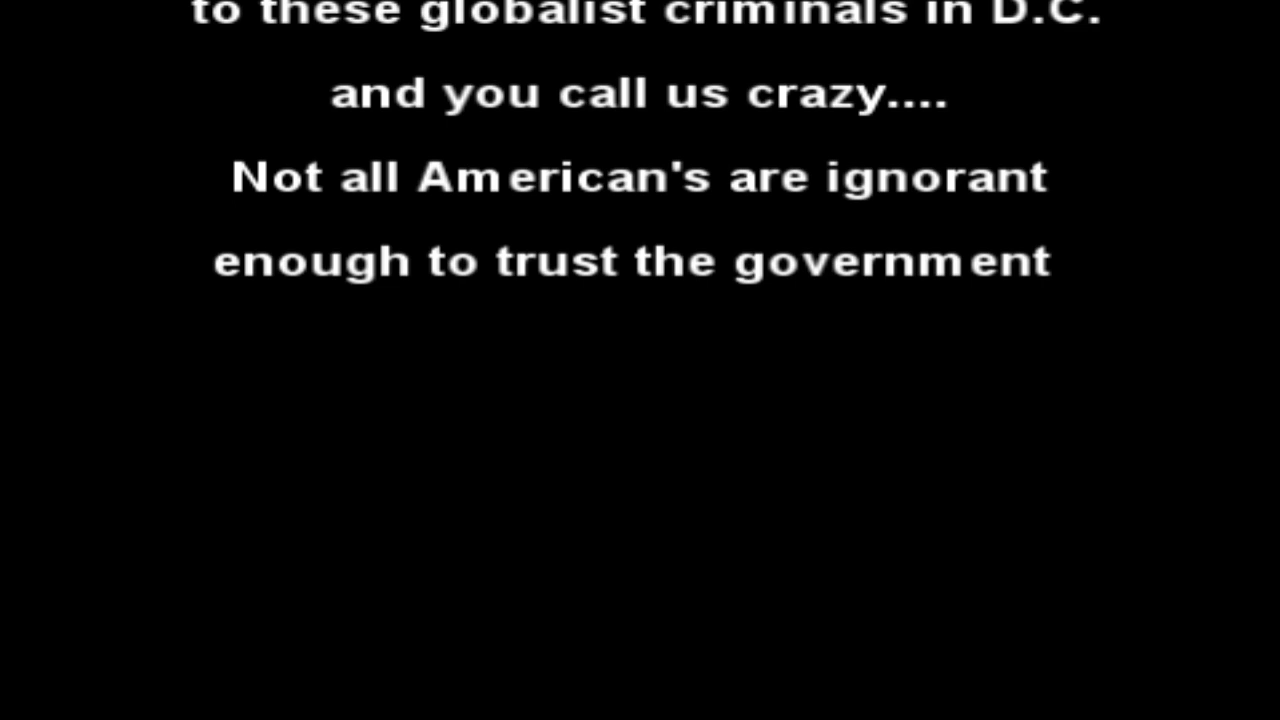 to these globalist criminals in D.C.
and you call us crazy....
Not all American's are ignorant
enough to trust the government